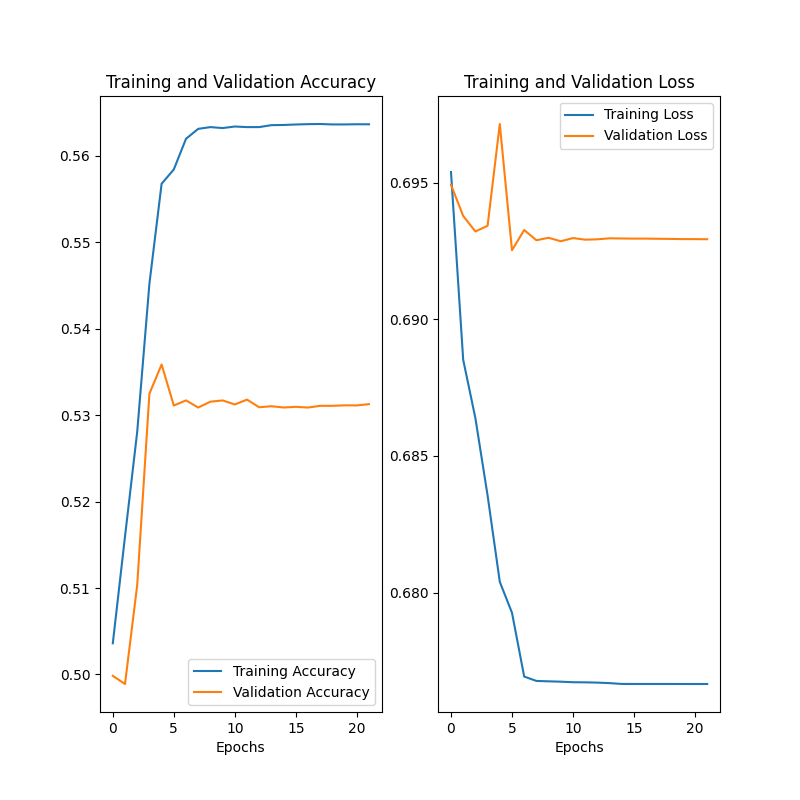 Training and Validation Accuracy
0.56
0.55
0.54
0.53
0.52
0.51
0.50
Training Accuracy
Validation Accuracy
0 5 10 15 20
Epochs
Training and Validation Loss
Training Loss
Validation Loss
0.695
0.690
0.685
0.680
0 5 10 15 20
Epochs